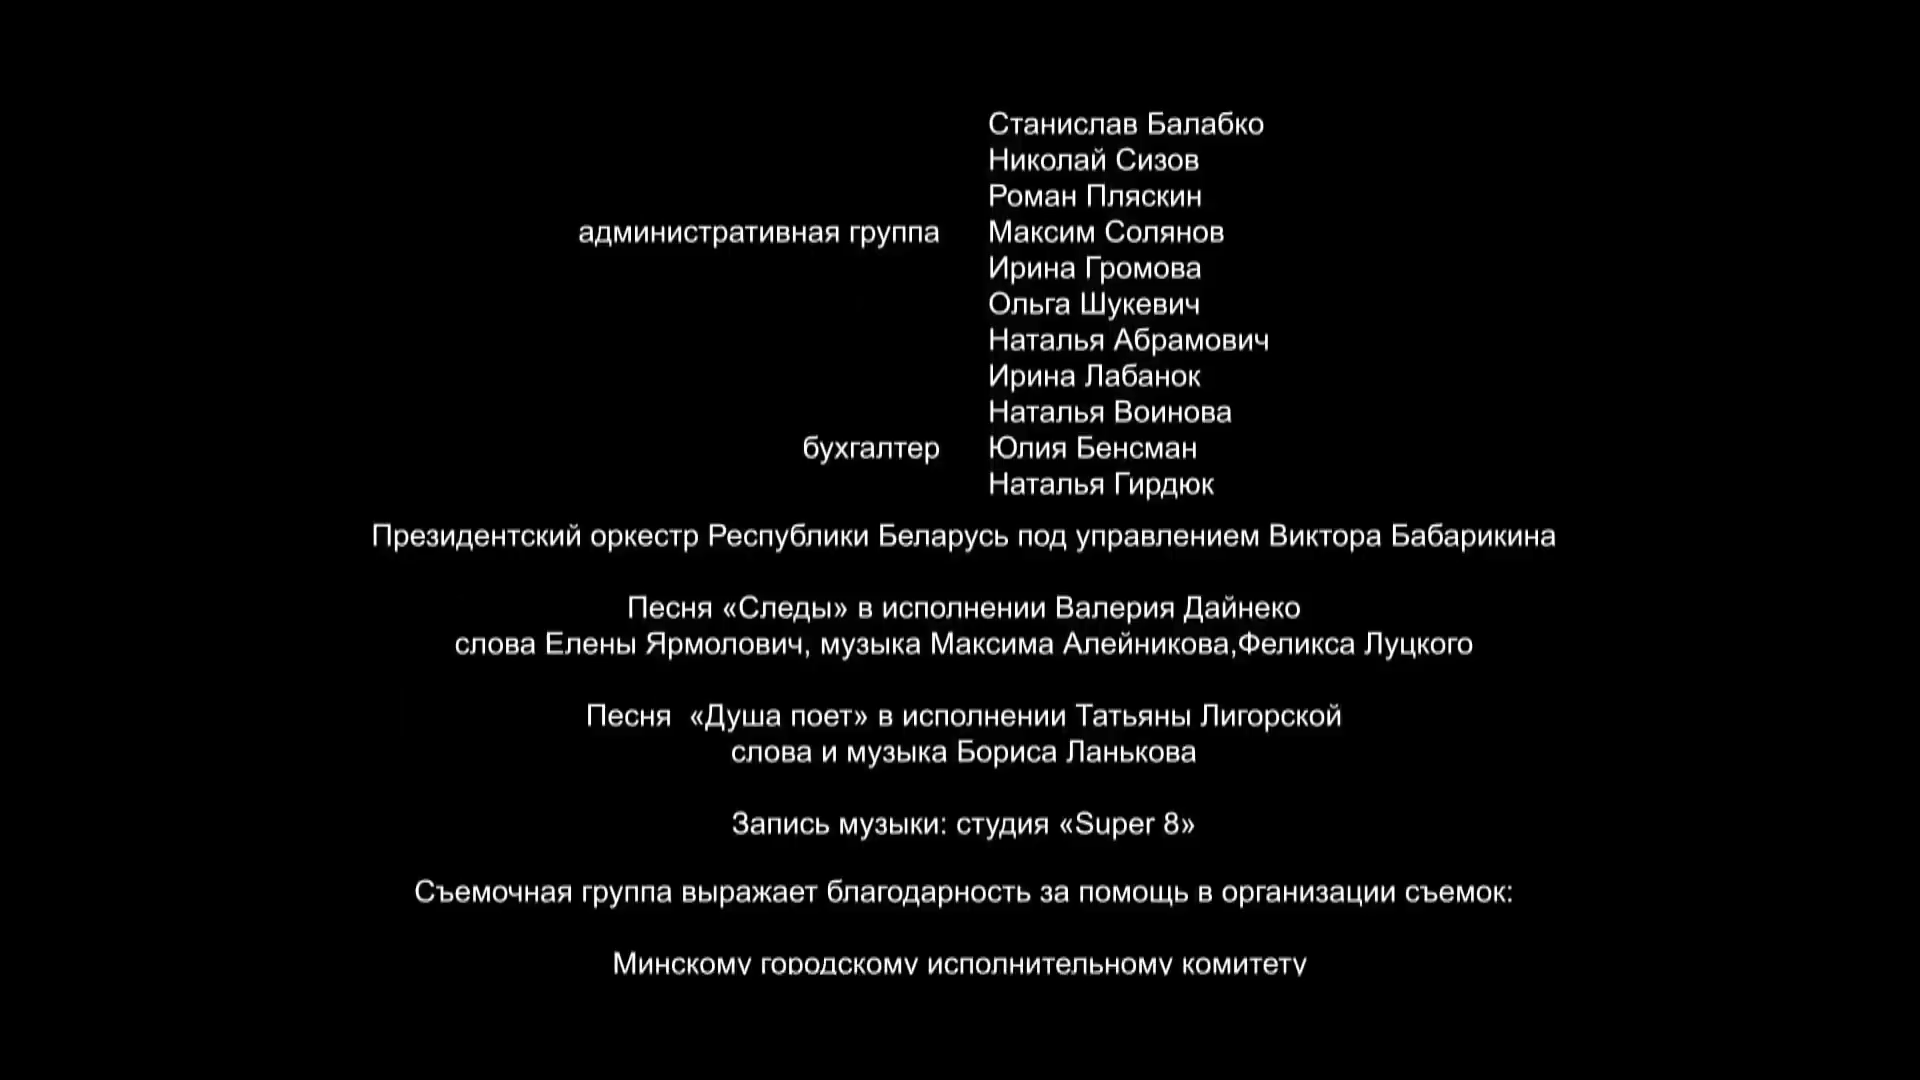 Станислав Балабко
Николай Сизов
Роман Пляскин
административная группа Максим Солянов
Ирина Громова
Ольга Шукевич
Наталья Абрамович
Ирина Лабанок
Наталья Воинова
бухгалтер Юлия Бенсман
Наталья Гирдюк
Президентский оркестр Республики Беларусь под управлением Виктора Бабарикина
Песня «Следы» в исполнении Валерия Дайнеко
слова Елены Ярмолович, музыка Максима Алейникова,Феликса Луцкого
Песня  «Душа поет» в исполнении Татьяны Лигорской
слова и музыка Бориса Ланькова
Запись музыки: студия «Super 8»
Съемочная группа выражает благодарность за помощь в организации съемок:
Минскому городскому исполнительному комитету